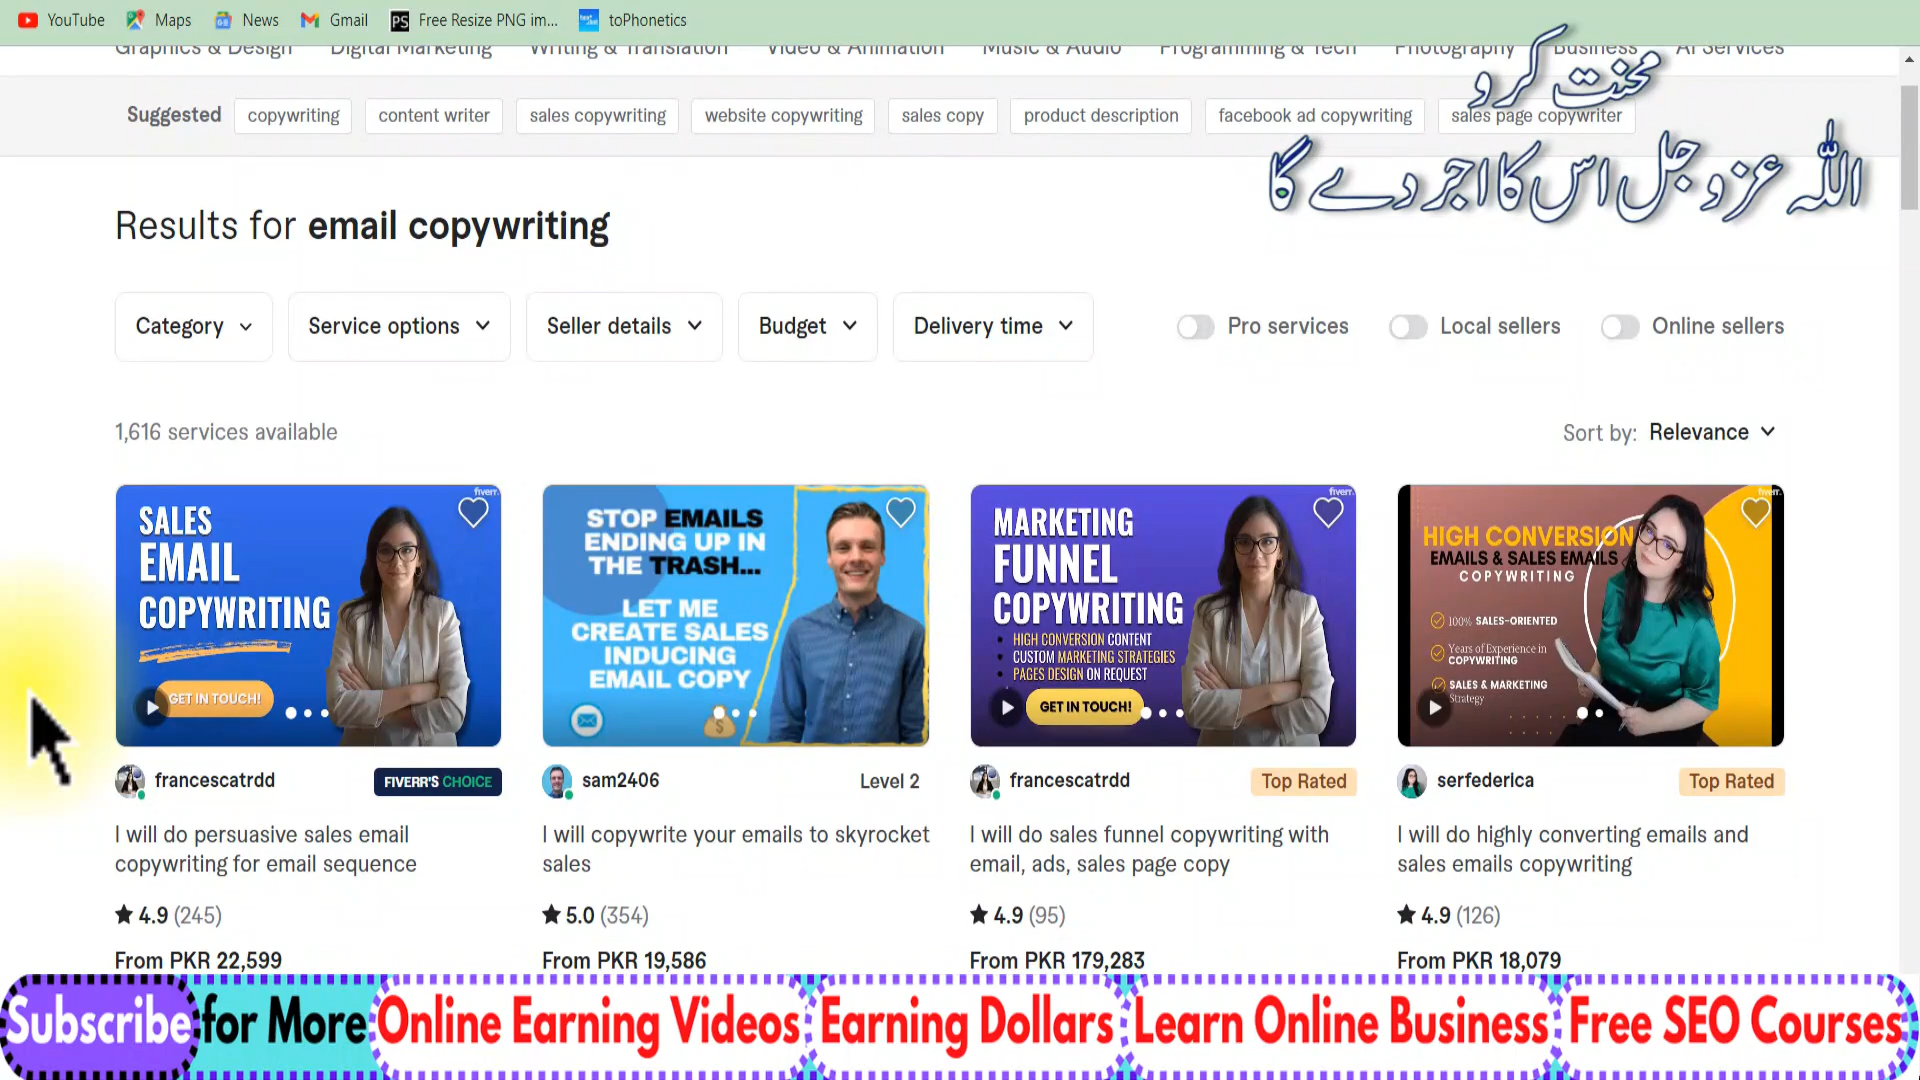 YouTube Maps News Gmail PS Free Resize PNG im... toPhonetics
Graphics & Design Digital Marketing Writing & Translation Video & Animation Music & Audio Programming & Tech Photography Business AI Services
محنت کرو
اللہ عزوجل اس کا اجر دے گا
Suggested copywriting content writer sales copywriting website copywriting sales copy product description facebook ad copywriting sales page copywriter
Results for email copywriting
Category Service options Seller details Budget Delivery time Pro services Local sellers Online sellers
1,616 services available Sort by: Relevance
fiverr.
SALES
EMAIL
COPYWRITING
GET IN TOUCH!
STOP EMAILS
ENDING UP IN
THE TRASH...
LET ME
CREATE SALES
INDUCING
EMAIL COPY
fiverr.
MARKETING
FUNNEL
COPYWRITING
HIGH CONVERSION CONTENT
CUSTOM MARKETING STRATEGIES
PAGES DESIGN ON REQUEST
GET IN TOUCH!
fiverr.
HIGH CONVERSION
EMAILS & SALES EMAILS
COPYWRITING
100% SALES-ORIENTED
Years of Experience in
COPYWRITING
SALES & MARKETING
Strategy
francescatrdd FIVERR'S CHOICE
I will do persuasive sales email
copywriting for email sequence
4.9 (245)
From PKR 22,599
sam2406 Level 2
I will copywrite your emails to skyrocket
sales
5.0 (354)
From PKR 19,586
francescatrdd Top Rated
I will do sales funnel copywriting with
email, ads, sales page copy
4.9 (95)
From PKR 179,283
serfederica Top Rated
I will do highly converting emails and
sales emails copywriting
4.9 (126)
From PKR 18,079
Subscribe for More Online Earning Videos Earning Dollars Learn Online Business Free SEO Courses